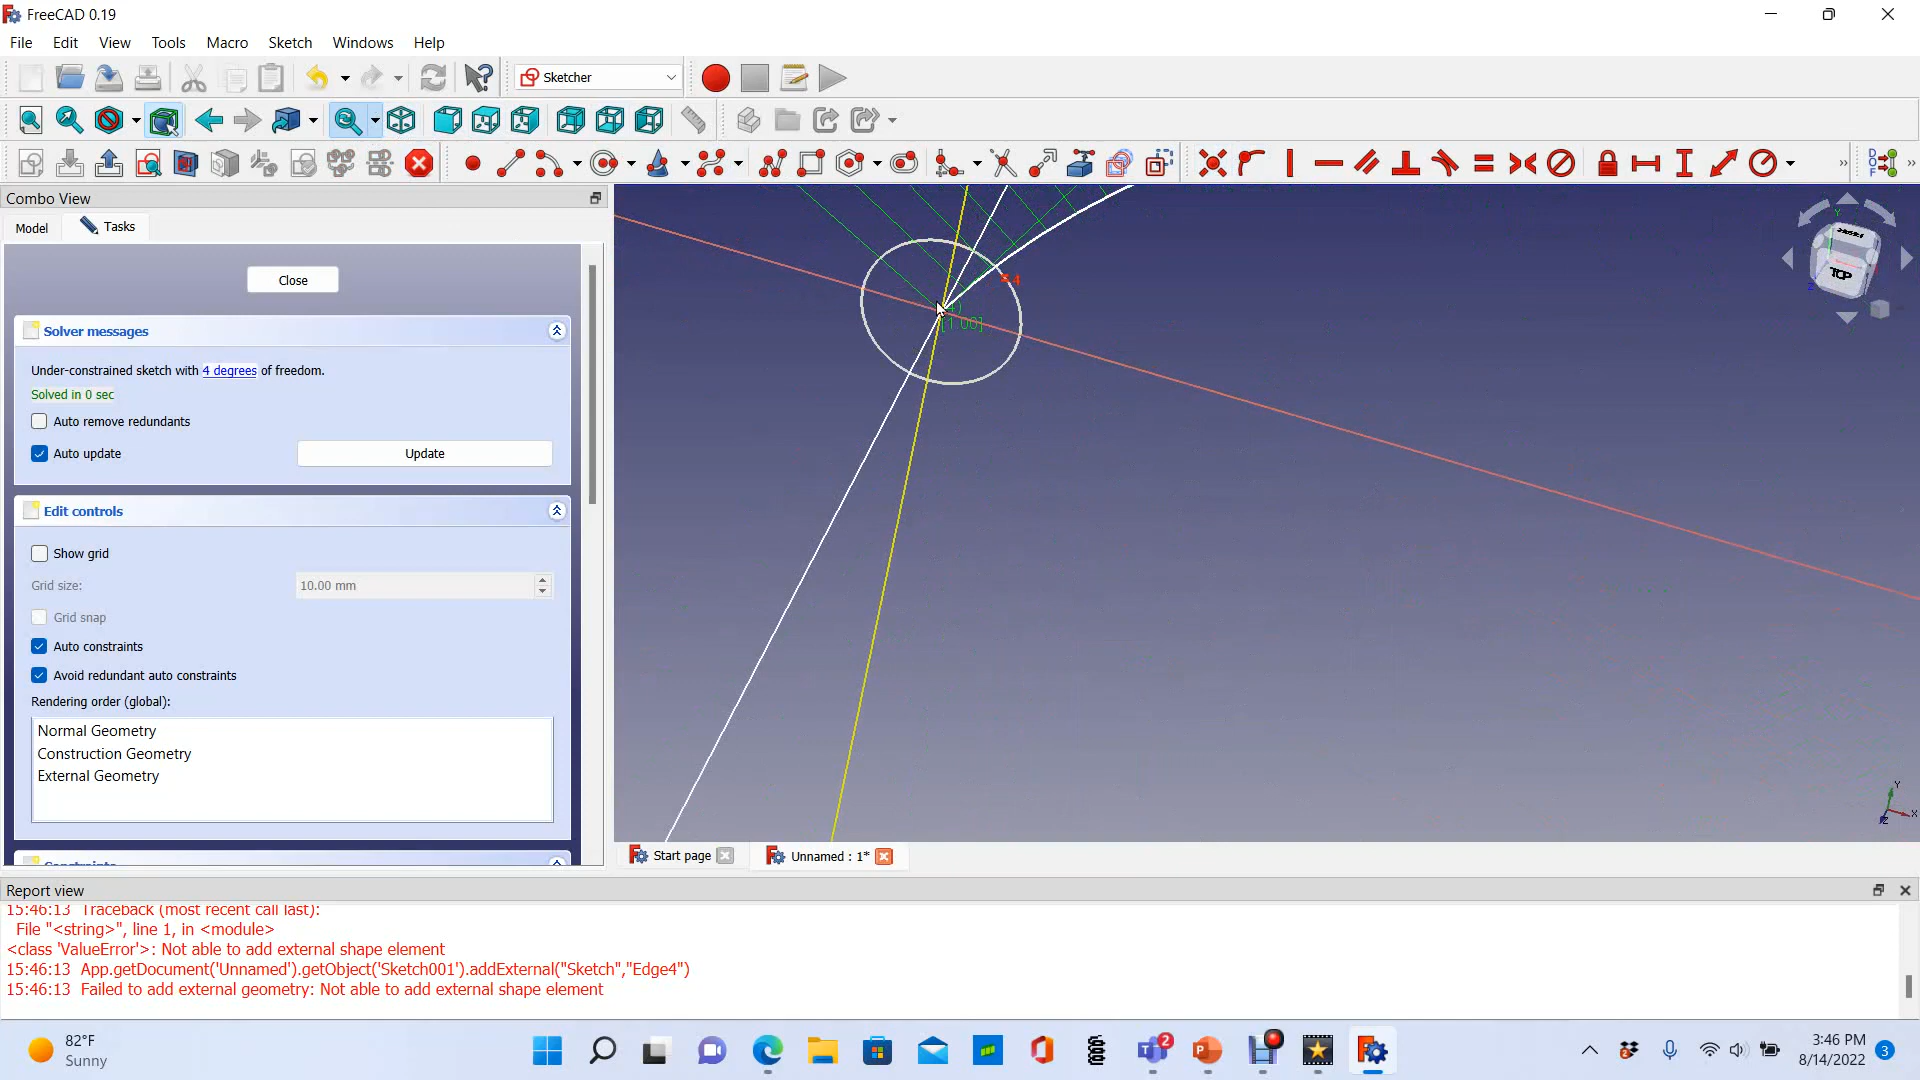 FreeCAD 0.19
File Edit View Tools Macro Sketch Windows Help
Sketcher
Combo View
Model Tasks
Close
Solver messages
Under-constrained sketch with 4 degrees of freedom.
Solved in 0 sec
Auto remove redundants
Auto update Update
Edit controls
Show grid
Grid size: 10.00 mm
Grid snap
Auto constraints
Avoid redundant auto constraints
Rendering order (global):
Normal Geometry
Construction Geometry
External Geometry
[1.00]
TOP
Y
Z
Y
X
Z
Start page Unnamed : 1*
Report view
15:46:13 Traceback (most recent call last):
File "<string>", line 1, in <module>
<class 'ValueError'>: Not able to add external shape element
15:46:13 App.getDocument('Unnamed').getObject('Sketch001').addExternal("Sketch","Edge4")
15:46:13 Failed to add external geometry: Not able to add external shape element
82°F
Sunny
2
3:46 PM
8/14/2022
3